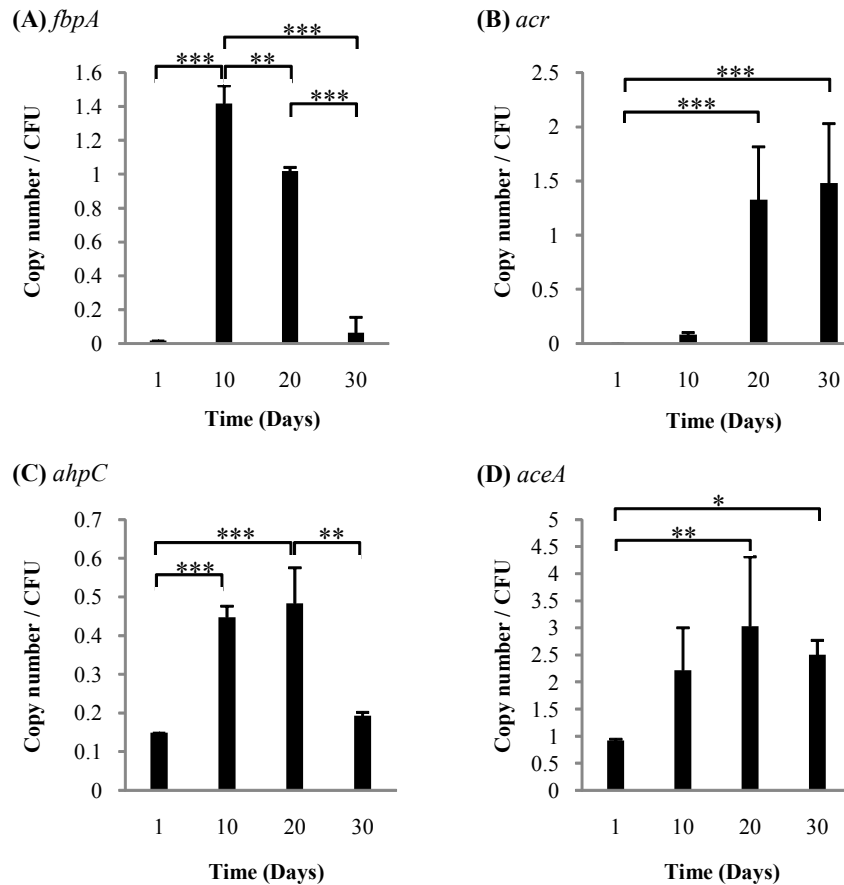 (A) fbpA
***
*** **
***
1.6
1.4
1.2
1
0.8
0.6
0.4
0.2
0
Copy number / CFU
1 10 20 30
Time (Days)
(B) acr
***
***
2.5
2
1.5
1
0.5
0
Copy number / CFU
1 10 20 30
Time (Days)
(C) ahpC
*** **
***
0.7
0.6
0.5
0.4
0.3
0.2
0.1
0
Copy number / CFU
1 10 20 30
Time (Days)
(D) aceA
*
**
5
4.5
4
3.5
3
2.5
2
1.5
1
0.5
0
Copy number / CFU
1 10 20 30
Time (Days)